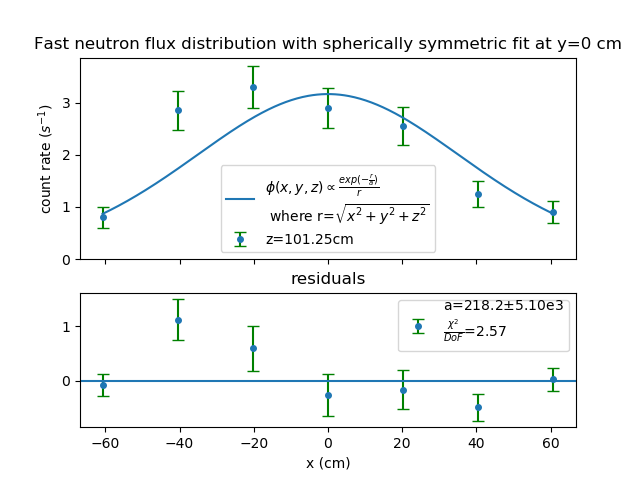 Fast neutron flux distribution with spherically symmetric fit at y=0 cm
count rate (s⁻¹)
3
2
1
0
ϕ(x, y, z) ∝ exp(−r/a)/r
where r=√(x² + y² + z²)
z=101.25cm
residuals
1
0
a=218.2±5.10e3
χ²/DoF=2.57
−60 −40 −20 0 20 40 60
x (cm)